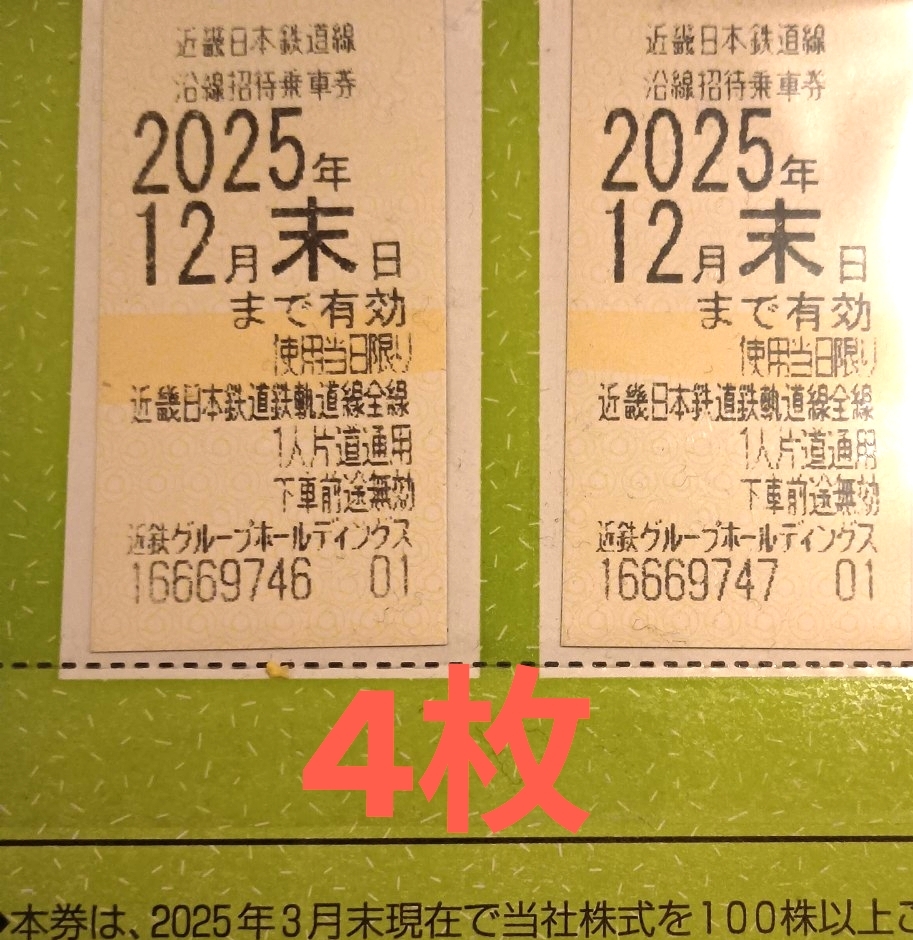 近畿日本鉄道線
沿線招待乗車券
2025年
12月末日
まで有効
使用当日限り
近畿日本鉄道鉄軌道線全線
1人片道通用
下車前途無効
近鉄グループホールディングス
16669746 01
近畿日本鉄道線
沿線招待乗車券
2025年
12月末日
まで有効
使用当日限り
近畿日本鉄道鉄軌道線全線
1人片道通用
下車前途無効
近鉄グループホールディングス
16669747 01
4枚
◆本券は、2025年3月末現在で当社株式を100株以上ご